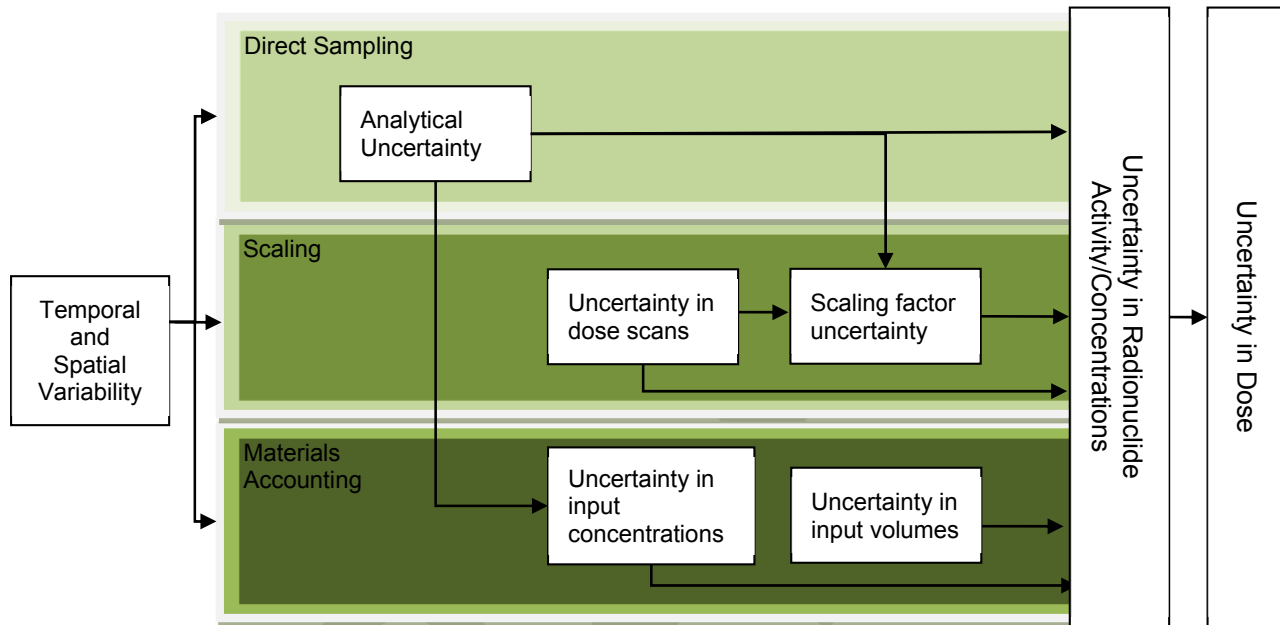 Direct Sampling
Analytical
Uncertainty
Scaling
Uncertainty in
dose scans
Scaling factor
uncertainty
Temporal
and
Spatial
Variability
Materials
Accounting
Uncertainty in
input
concentrations
Uncertainty in
input volumes
Uncertainty in Radionuclide
Activity/Concentrations
Uncertainty in Dose